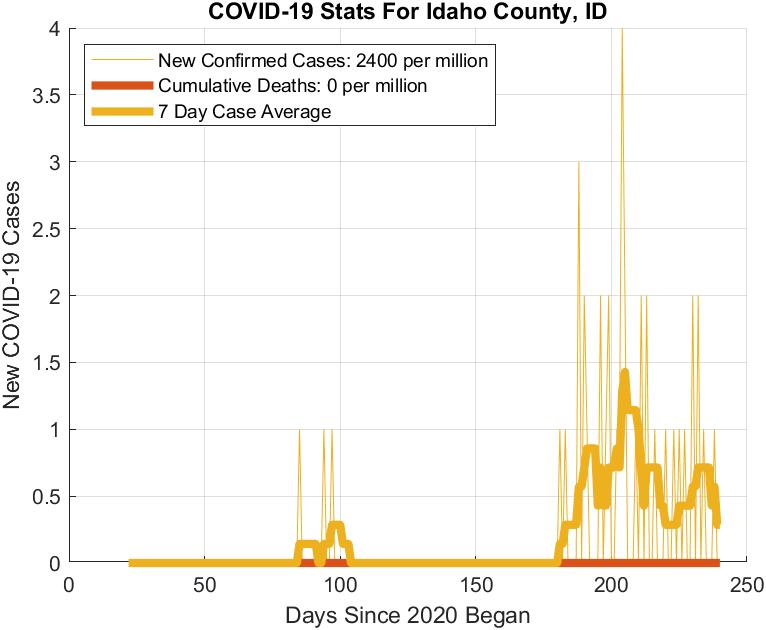 COVID-19 Stats For Idaho County, ID
New Confirmed Cases: 2400 per million
Cumulative Deaths: 0 per million
7 Day Case Average
New COVID-19 Cases
4
3.5
3
2.5
2
1.5
1
0.5
0
0 50 100 150 200 250
Days Since 2020 Began